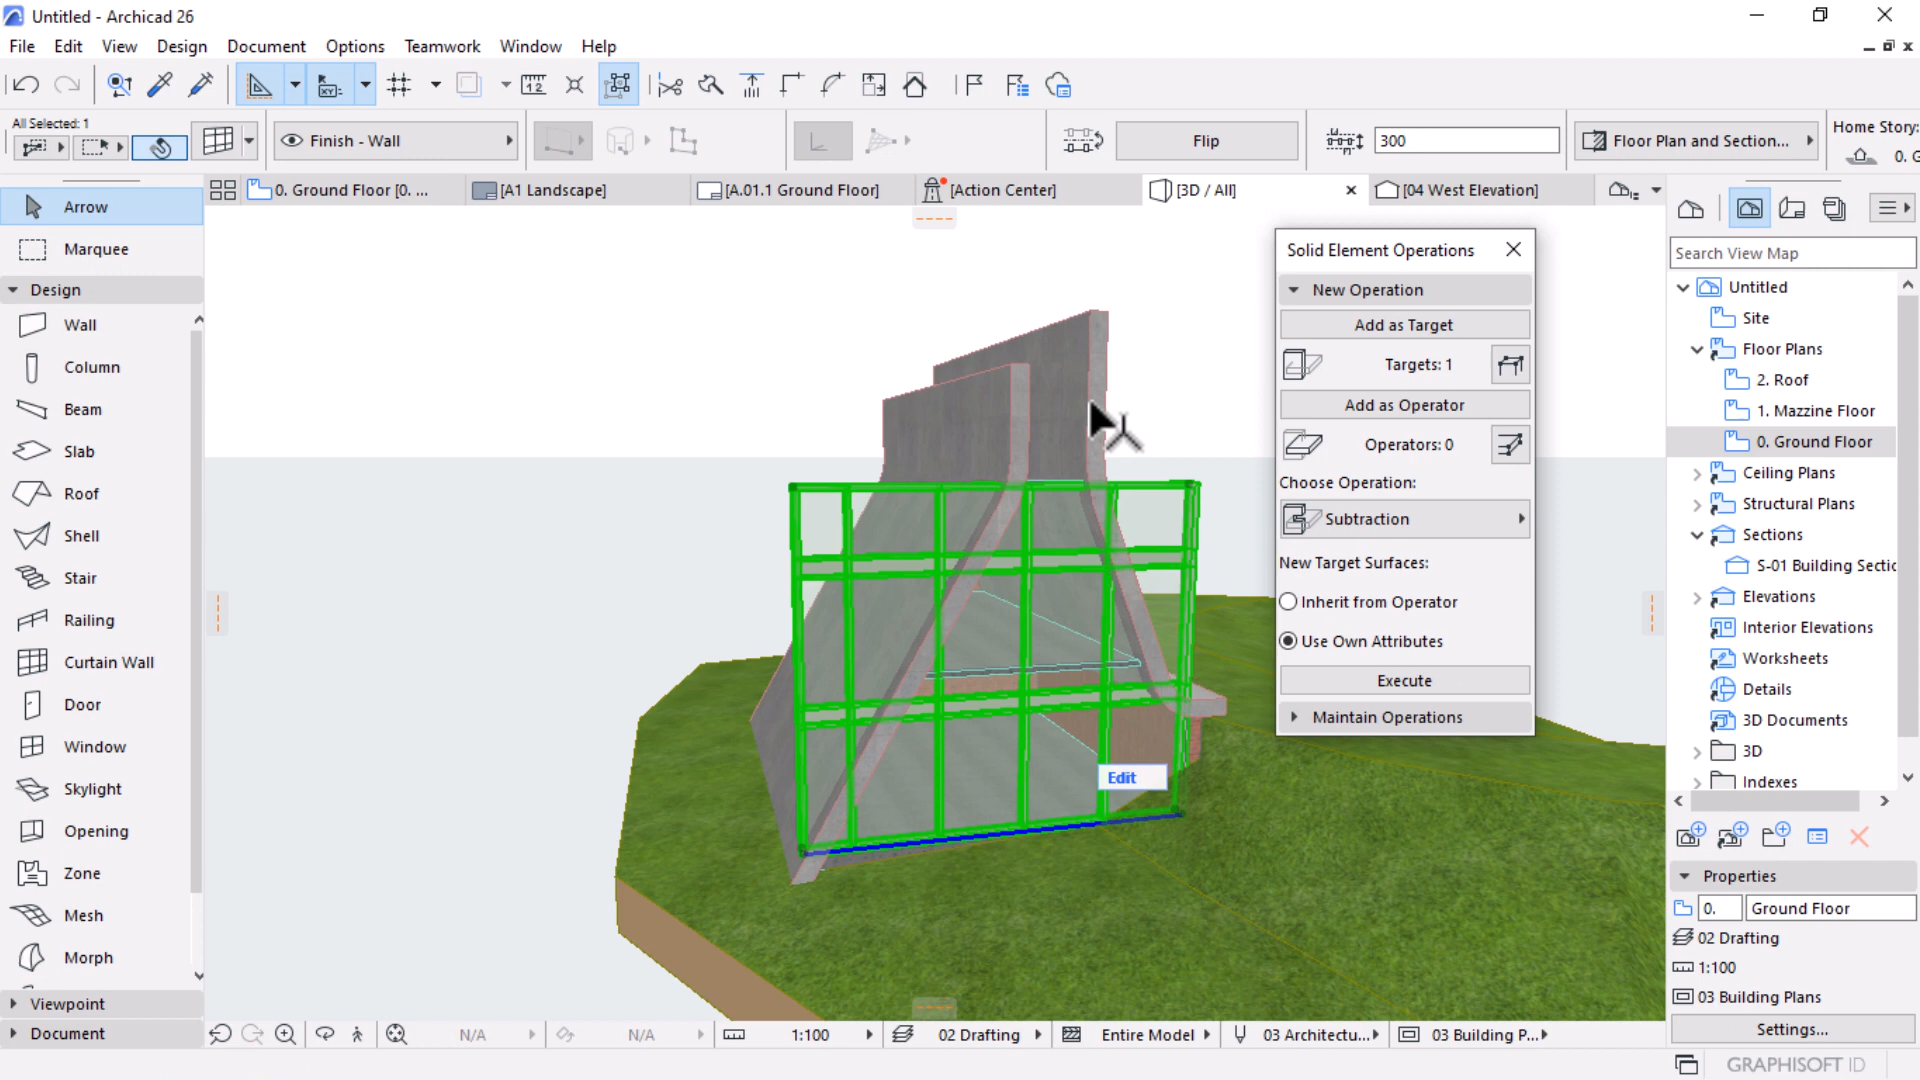 Untitled - Archicad 26
File Edit View Design Document Options Teamwork Window Help
All Selected: 1
Finish - Wall
Flip
300
Floor Plan and Section...
Home Story:
0. G
0. Ground Floor [0. ...
[A1 Landscape]
[A.01.1 Ground Floor]
[Action Center]
[3D / All]
[04 West Elevation]
Arrow
Marquee
Design
Wall
Column
Beam
Slab
Roof
Shell
Stair
Railing
Curtain Wall
Door
Window
Skylight
Opening
Zone
Mesh
Morph
Viewpoint
Document
Solid Element Operations
New Operation
Add as Target
Targets: 1
Add as Operator
Operators: 0
Choose Operation:
Subtraction
New Target Surfaces:
Inherit from Operator
Use Own Attributes
Execute
Maintain Operations
Edit
Search View Map
Untitled
Site
Floor Plans
2. Roof
1. Mazzine Floor
0. Ground Floor
Ceiling Plans
Structural Plans
Sections
S-01 Building Sectic
Elevations
Interior Elevations
Worksheets
Details
3D Documents
3D
Indexes
Properties
0. Ground Floor
02 Drafting
1:100
03 Building Plans
Settings...
N/A
N/A
1:100
02 Drafting
Entire Model
03 Architectu...
03 Building P...
GRAPHISOFT ID